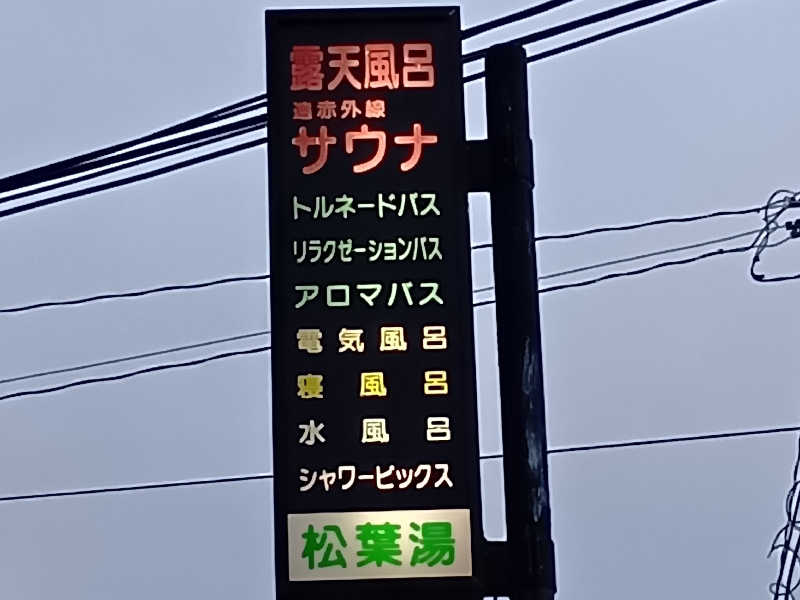 露天風呂
遠赤外線
サウナ
トルネードバス
リラクゼーションバス
アロマバス
電気風呂
寝風呂
水風呂
シャワーピックス
松葉湯